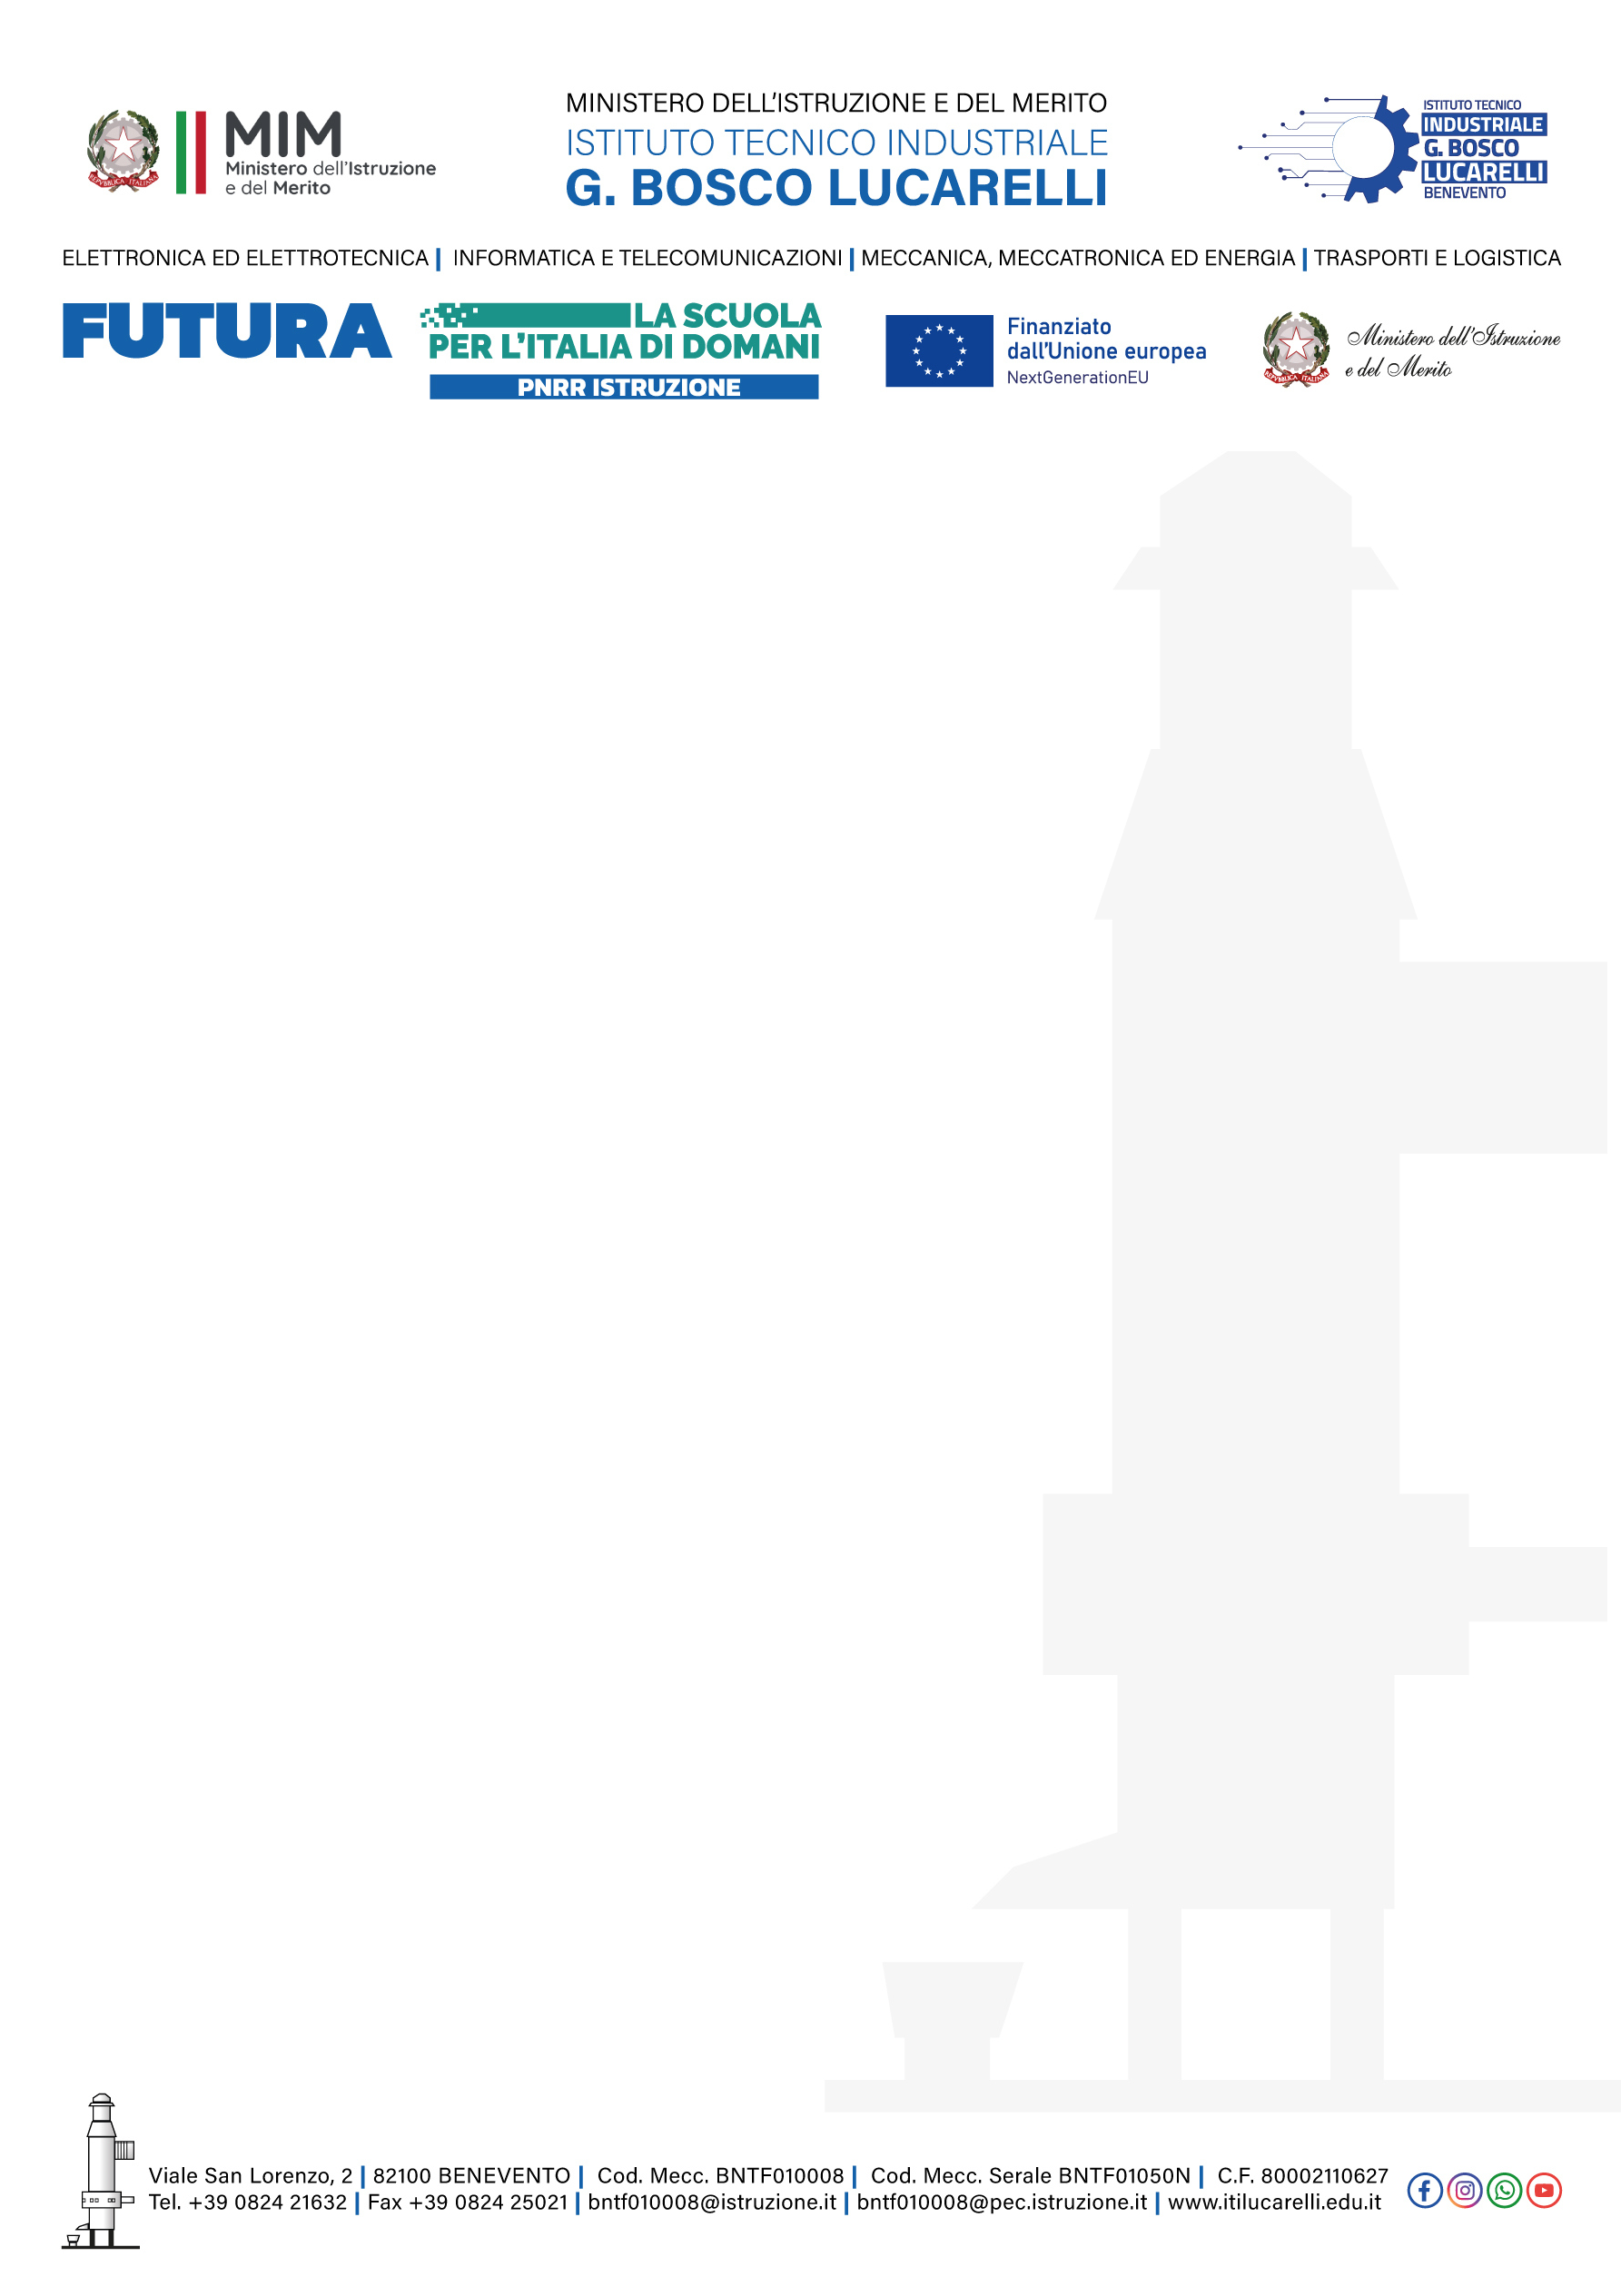 MIM
Ministero dell'Istruzione
e del Merito
REPVBBLICA ITALIANA
MINISTERO DELL'ISTRUZIONE E DEL MERITO
ISTITUTO TECNICO INDUSTRIALE
G. BOSCO LUCARELLI
ISTITUTO TECNICO
INDUSTRIALE
G. BOSCO
LUCARELLI
BENEVENTO
ELETTRONICA ED ELETTROTECNICA | INFORMATICA E TELECOMUNICAZIONI | MECCANICA, MECCATRONICA ED ENERGIA | TRASPORTI E LOGISTICA
FUTURA
LA SCUOLA
PER L'ITALIA DI DOMANI
PNRR ISTRUZIONE
Finanziato
dall'Unione europea
NextGenerationEU
REPVBBLICA ITALIANA
Ministero dell'Istruzione
e del Merito
Viale San Lorenzo, 2 | 82100 BENEVENTO | Cod. Mecc. BNTF010008 | Cod. Mecc. Serale BNTF01050N | C.F. 80002110627
Tel. +39 0824 21632 | Fax +39 0824 25021 | bntf010008@istruzione.it | bntf010008@pec.istruzione.it | www.itilucarelli.edu.it